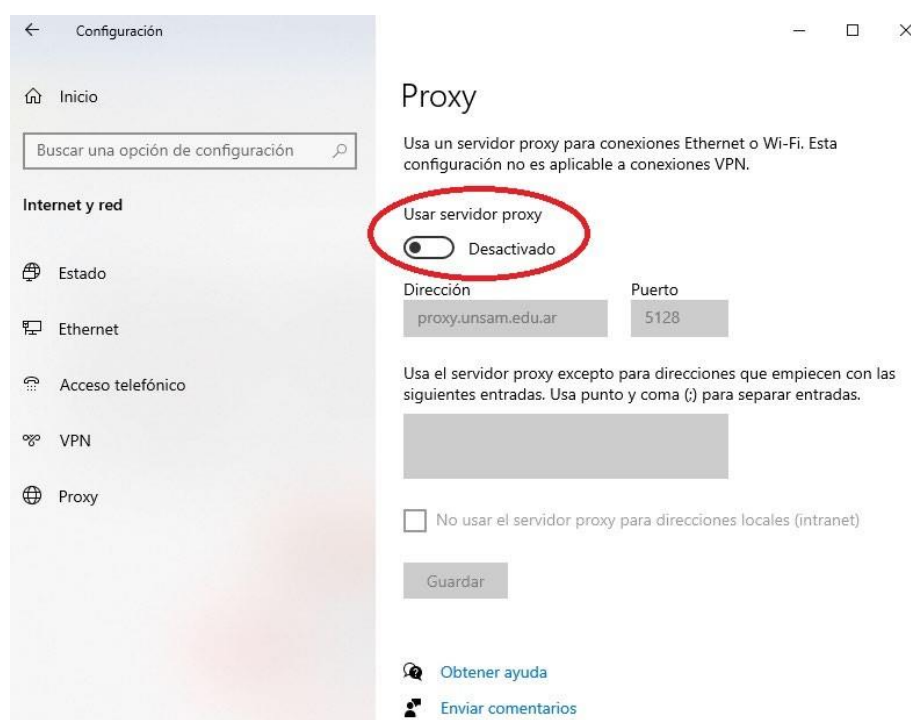 Configuración
Inicio
Buscar una opción de configuración
Internet y red
Estado
Ethernet
Acceso telefónico
VPN
Proxy
Proxy
Usa un servidor proxy para conexiones Ethernet o Wi-Fi. Esta
configuración no es aplicable a conexiones VPN.
Usar servidor proxy
Desactivado
Dirección Puerto
proxy.unsam.edu.ar 5128
Usa el servidor proxy excepto para direcciones que empiecen con las
siguientes entradas. Usa punto y coma (;) para separar entradas.
No usar el servidor proxy para direcciones locales (intranet)
Guardar
Obtener ayuda
Enviar comentarios